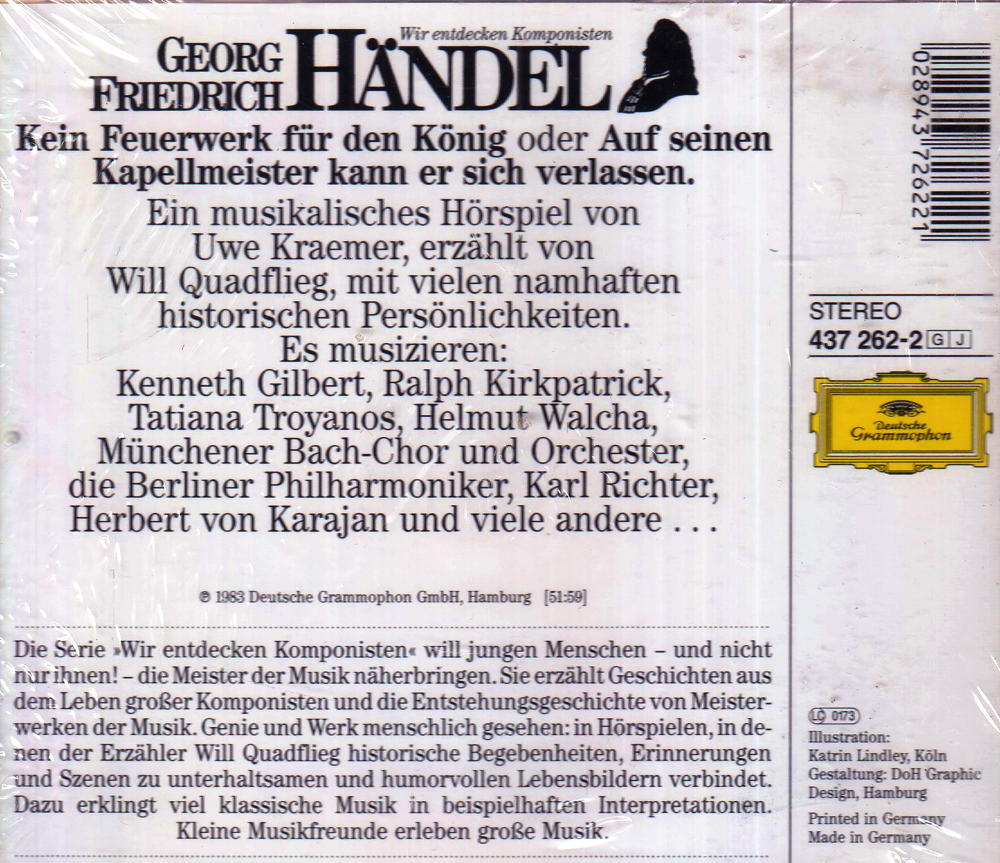 Wir entdecken Komponisten
GEORG
FRIEDRICH
HÄNDEL
Kein Feuerwerk für den König oder Auf seinen
Kapellmeister kann er sich verlassen.
Ein musikalisches Hörspiel von
Uwe Kraemer, erzählt von
Will Quadflieg, mit vielen namhaften
historischen Persönlichkeiten.
Es musizieren:
Kenneth Gilbert, Ralph Kirkpatrick,
Tatiana Troyanos, Helmut Walcha,
Münchener Bach-Chor und Orchester,
die Berliner Philharmoniker, Karl Richter,
Herbert von Karajan und viele andere . . .
℗ 1983 Deutsche Grammophon GmbH, Hamburg [51:59]
Die Serie »Wir entdecken Komponisten« will jungen Menschen – und nicht
nur ihnen! – die Meister der Musik näherbringen. Sie erzählt Geschichten aus
dem Leben großer Komponisten und die Entstehungsgeschichte von Meister-
werken der Musik. Genie und Werk menschlich gesehen: in Hörspielen, in de-
nen der Erzähler Will Quadflieg historische Begebenheiten, Erinnerungen
und Szenen zu unterhaltsamen und humorvollen Lebensbildern verbindet.
Dazu erklingt viel klassische Musik in beispielhaften Interpretationen.
Kleine Musikfreunde erleben große Musik.
028943726221
STEREO
437 262-2 G J
Deutsche
Grammophon
LC 0173
Illustration:
Katrin Lindley, Köln
Gestaltung: DoH Graphic
Design, Hamburg
Printed in Germany
Made in Germany